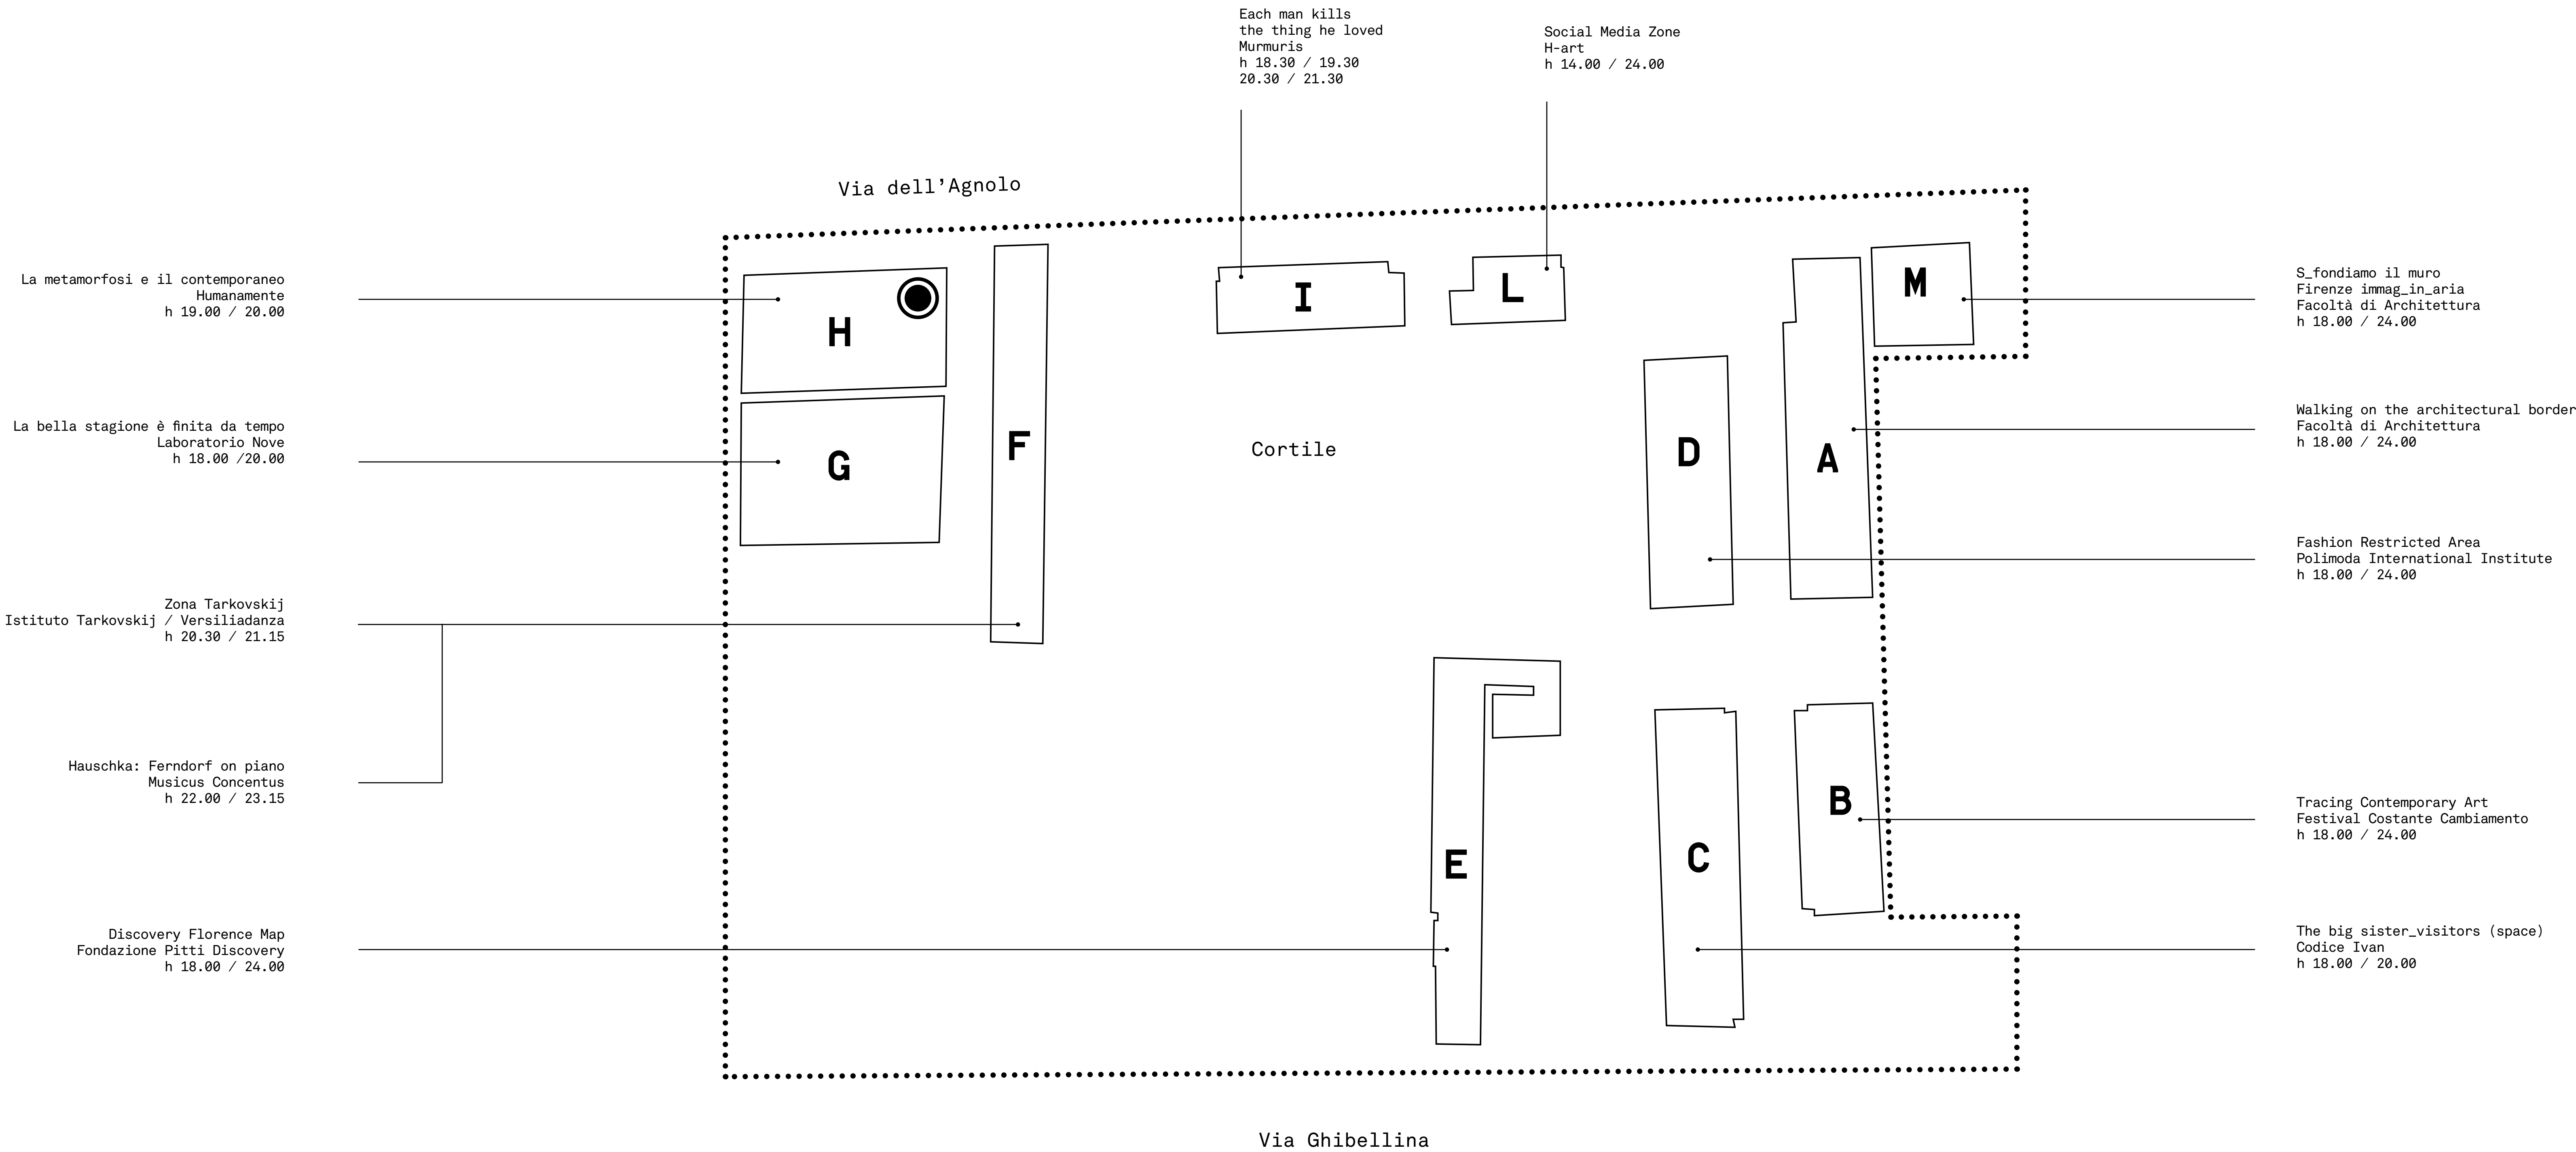 Each man kills
the thing he loved
Murmuris
h 18.30 / 19.30
20.30 / 21.30
Social Media Zone
H-art
h 14.00 / 24.00
Via dell’Agnolo
La metamorfosi e il contemporaneo
Humanamente
h 19.00 / 20.00
La bella stagione è finita da tempo
Laboratorio Nove
h 18.00 /20.00
Zona Tarkovskij
Istituto Tarkovskij / Versiliadanza
h 20.30 / 21.15
Hauschka: Ferndorf on piano
Musicus Concentus
h 22.00 / 23.15
Discovery Florence Map
Fondazione Pitti Discovery
h 18.00 / 24.00
H
G
F
I
L
Cortile
D
A
M
E
C
B
S_fondiamo il muro
Firenze immag_in_aria
Facoltà di Architettura
h 18.00 / 24.00
Walking on the architectural border
Facoltà di Architettura
h 18.00 / 24.00
Fashion Restricted Area
Polimoda International Institute
h 18.00 / 24.00
Tracing Contemporary Art
Festival Costante Cambiamento
h 18.00 / 24.00
The big sister_visitors (space)
Codice Ivan
h 18.00 / 20.00
Via Ghibellina